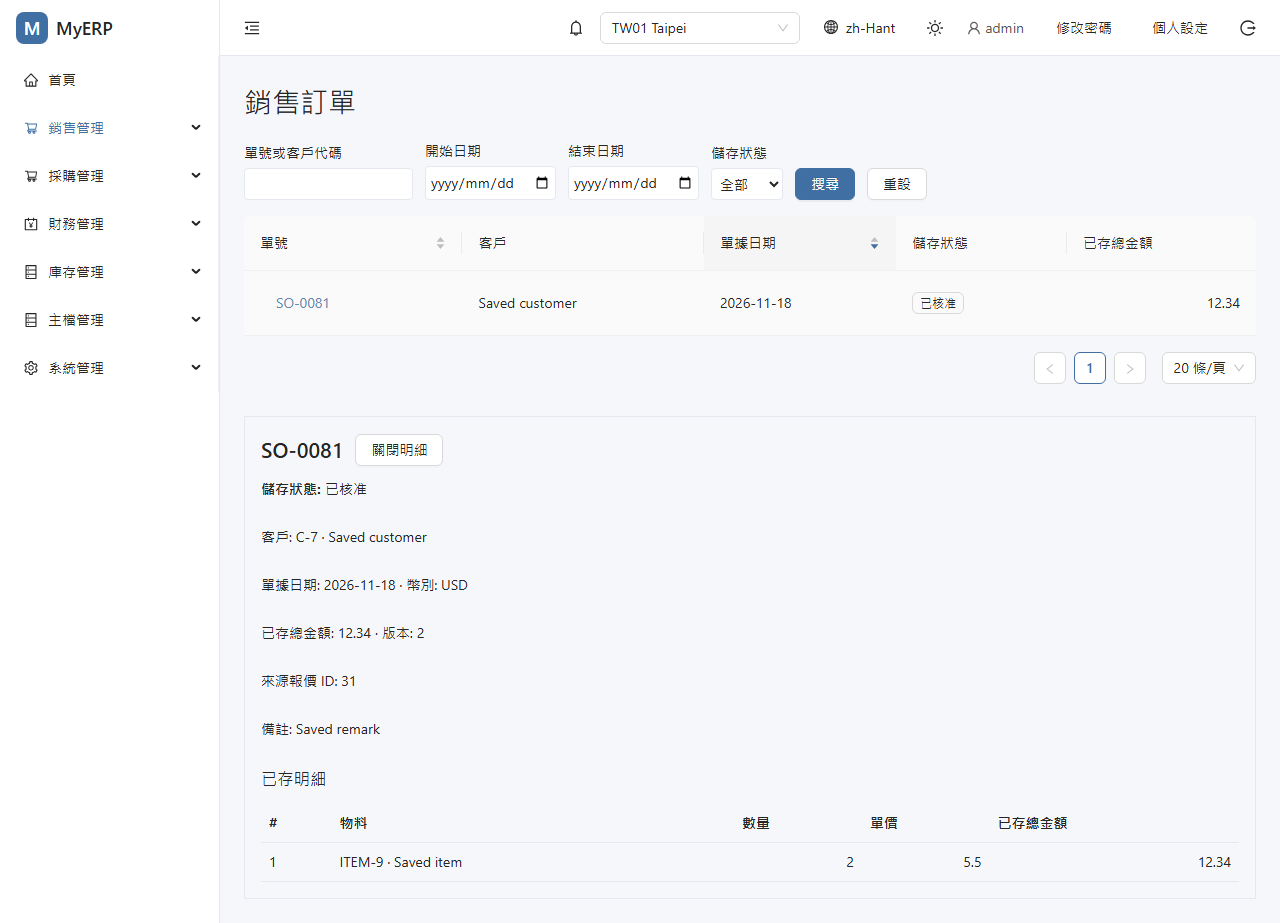 M MyERP
TW01 Taipei
zh-Hant
admin
修改密碼
個人設定
首頁
銷售管理
採購管理
財務管理
庫存管理
主檔管理
系統管理
銷售訂單
單號或客戶代碼
開始日期
yyyy/mm/dd
結束日期
yyyy/mm/dd
儲存狀態
全部
搜尋
重設
單號 客戶 單據日期 儲存狀態 已存總金額
SO-0081 Saved customer 2026-11-18 已核准 12.34
< 1 > 20 條/頁
SO-0081 關閉明細
儲存狀態: 已核准
客戶: C-7 · Saved customer
單據日期: 2026-11-18 · 幣別: USD
已存總金額: 12.34 · 版本: 2
來源報價 ID: 31
備註: Saved remark
已存明細
# 物料 數量 單價 已存總金額
1 ITEM-9 · Saved item 2 5.5 12.34